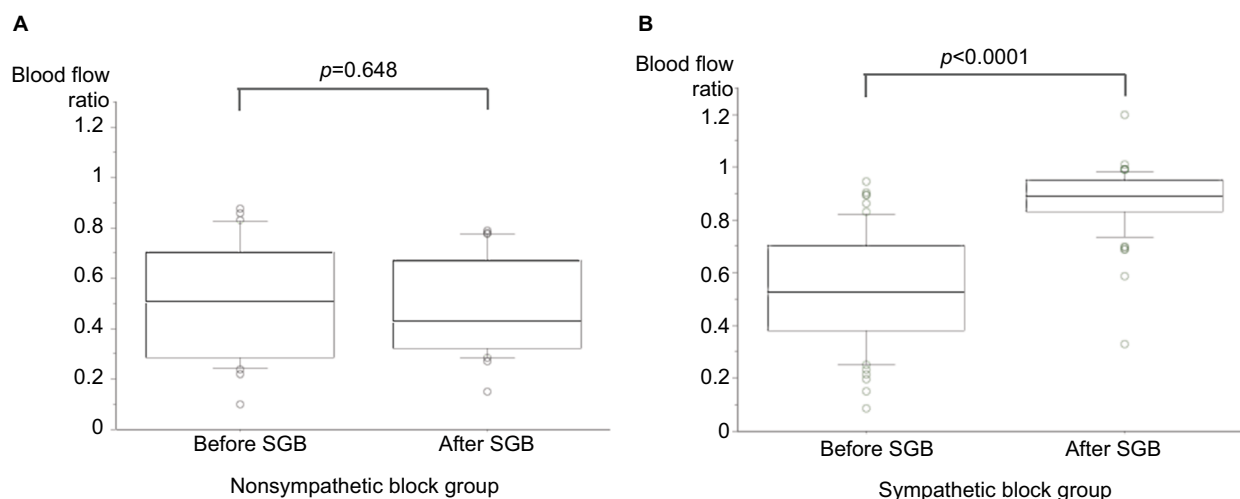 A
Blood flow
ratio
p=0.648
1.2
1
0.8
0.6
0.4
0.2
0
Before SGB
After SGB
Nonsympathetic block group
B
Blood flow
ratio
p<0.0001
1.2
1
0.8
0.6
0.4
0.2
0
Before SGB
After SGB
Sympathetic block group